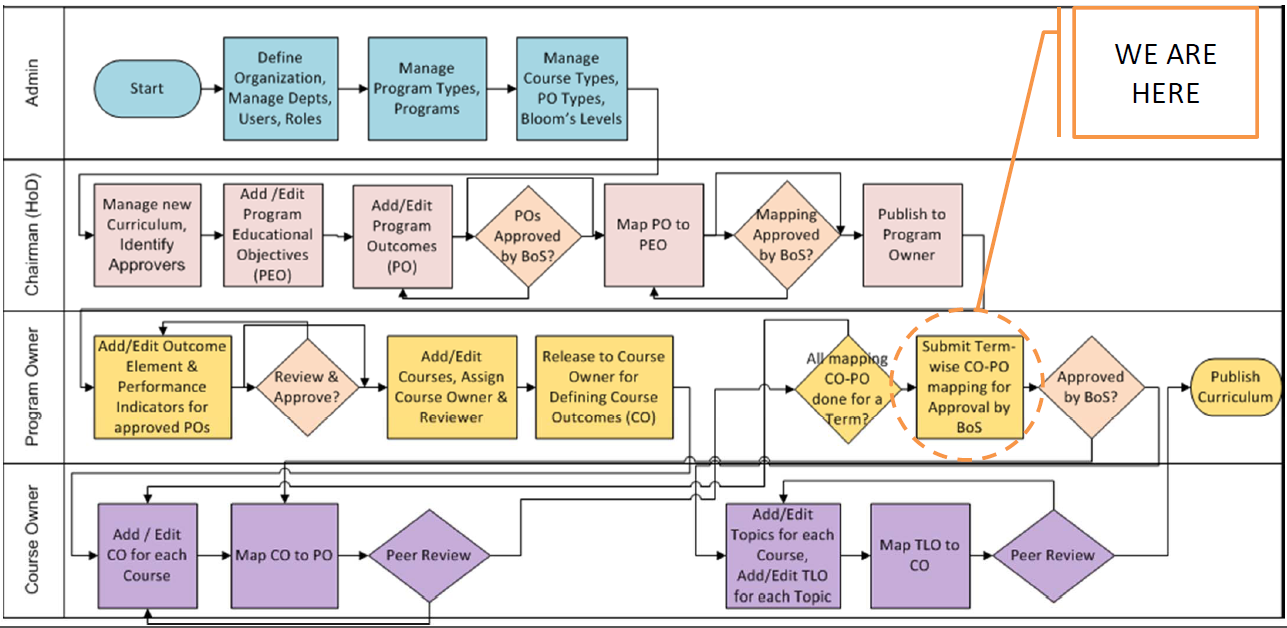 WE ARE
HERE
Admin
Start
Define
Organization,
Manage Depts,
Users, Roles
Manage
Program Types,
Programs
Manage
Course Types,
PO Types,
Bloom's Levels
Chairman (HoD)
Manage new
Curriculum,
Identify
Approvers
Add /Edit
Program
Educational
Objectives
(PEO)
Add/Edit
Program
Outcomes
(PO)
POs
Approved
by BoS?
Map PO to
PEO
Mapping
Approved
by BoS?
Publish to
Program
Owner
Program Owner
Add/Edit Outcome
Element &
Performance
Indicators for
approved POs
Review &
Approve?
Add/Edit
Courses, Assign
Course Owner &
Reviewer
Release to Course
Owner for
Defining Course
Outcomes (CO)
All mapping
CO-PO
done for a
Term?
Submit Term-
wise CO-PO
mapping for
Approval by
BoS
Approved
by BoS?
Publish
Curriculum
Course Owner
Add / Edit
CO for each
Course
Map CO to PO
Peer Review
Add/Edit
Topics for each
Course,
Add/Edit TLO
for each Topic
Map TLO to
CO
Peer Review